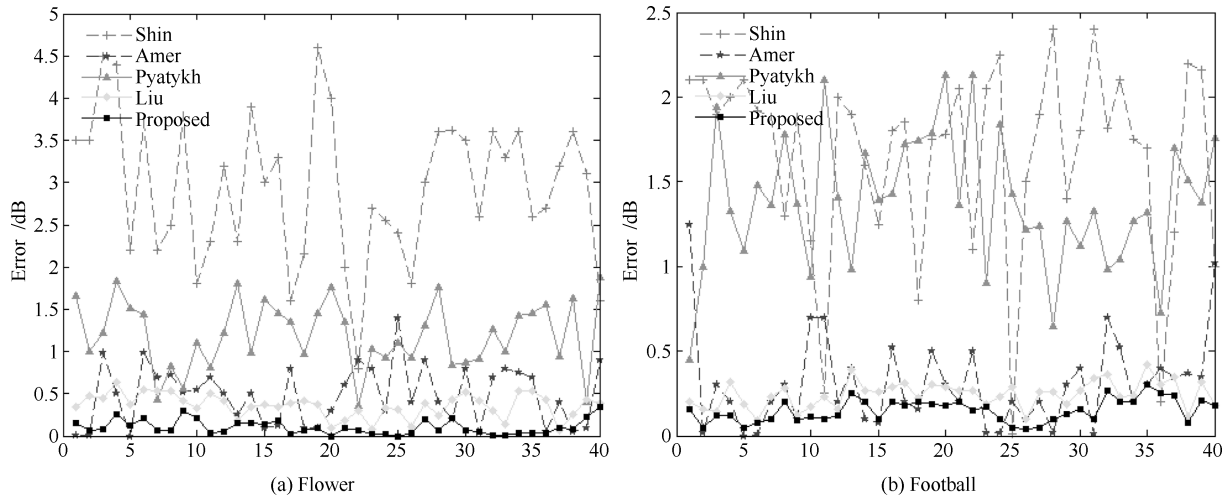 5
4.5
4
3.5
3
2.5
2
1.5
1
0.5
0
Error /dB
Shin
Amer
Pyatykh
Liu
Proposed
0 5 10 15 20 25 30 35 40
(a) Flower
2.5
2
1.5
1
0.5
0
Error /dB
Shin
Amer
Pyatykh
Liu
Proposed
0 5 10 15 20 25 30 35 40
(b) Football